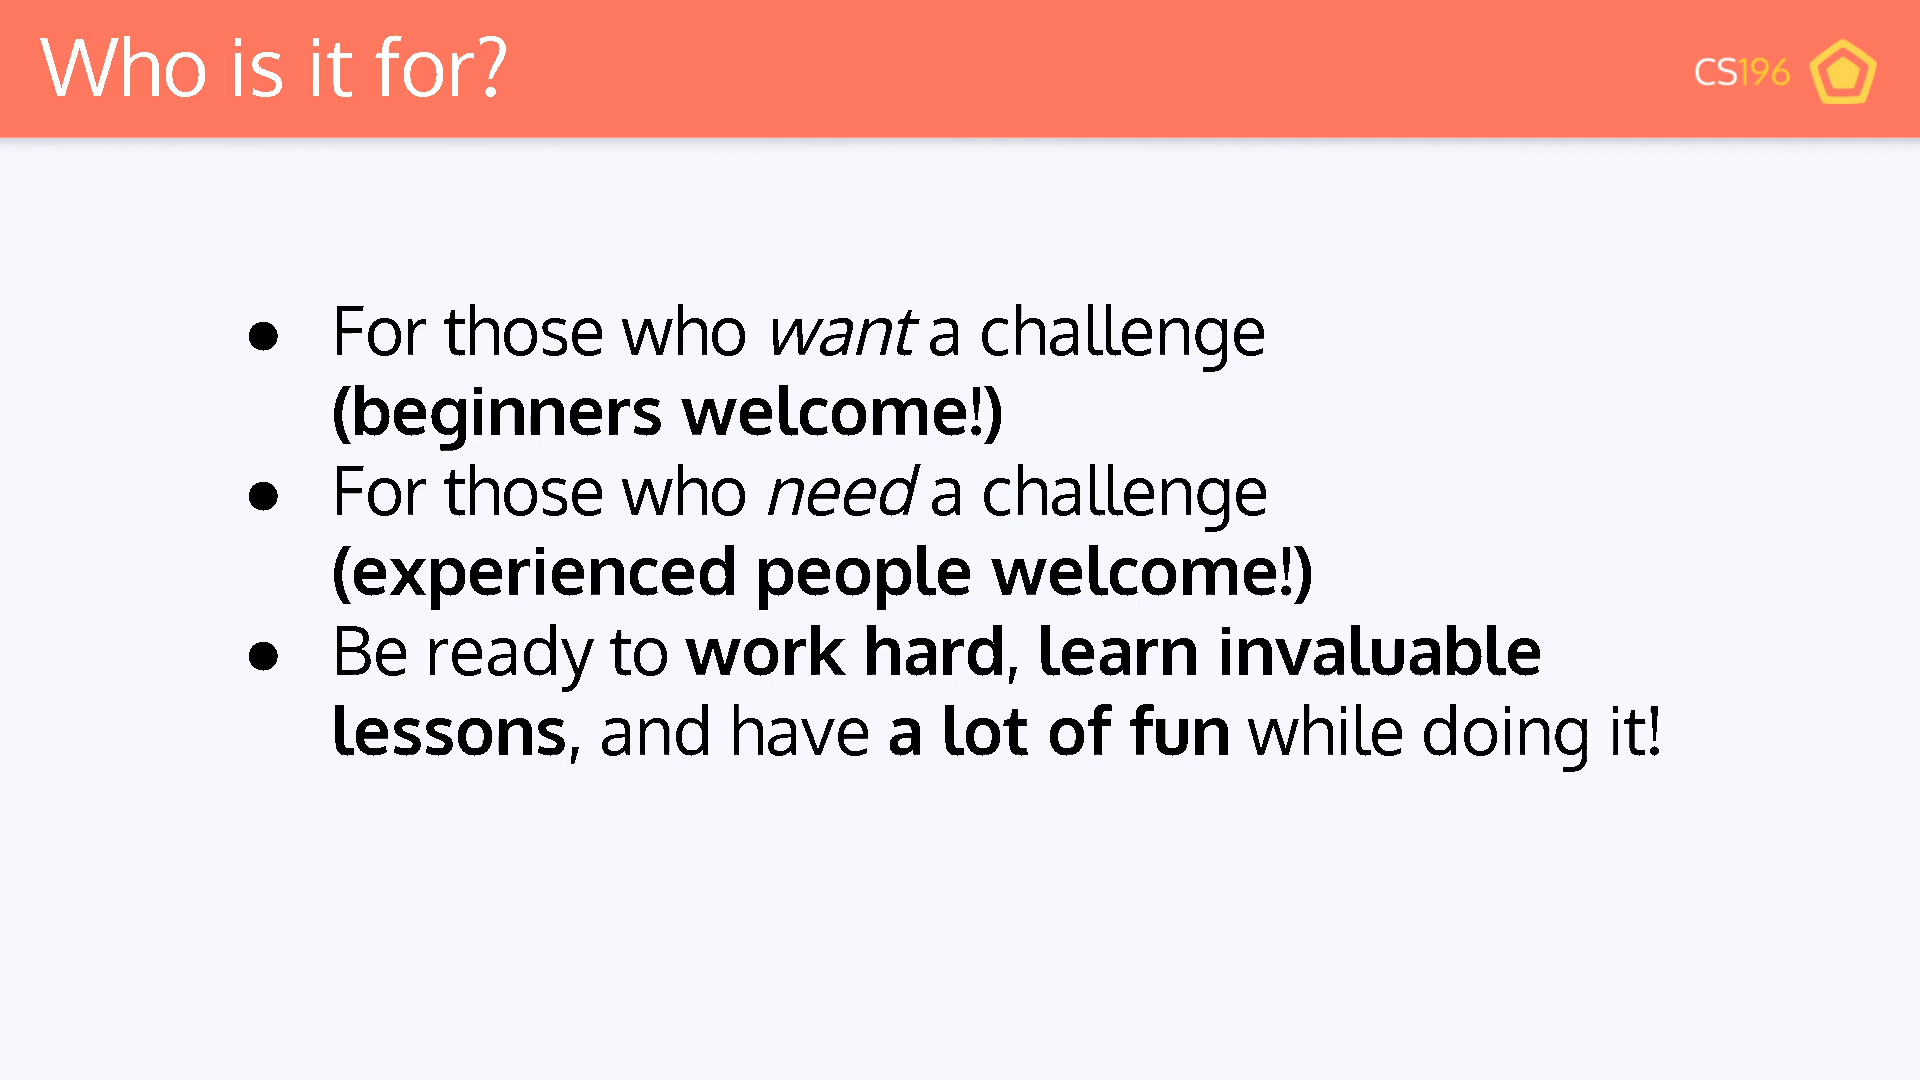 Who is it for?
CS196
● For those who want a challenge
(beginners welcome!)
● For those who need a challenge
(experienced people welcome!)
● Be ready to work hard, learn invaluable
lessons, and have a lot of fun while doing it!